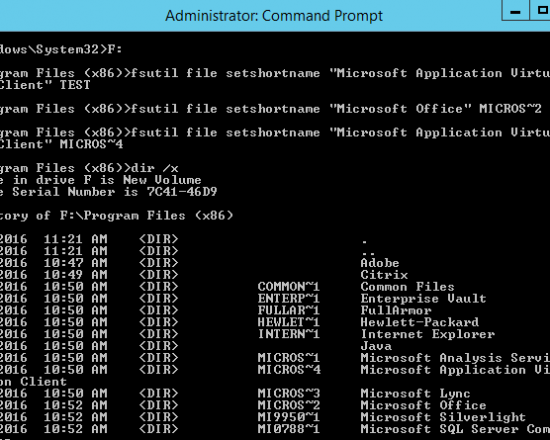 Administrator: Command Prompt
dows\System32>F:
gram Files (x86)>fsutil file setshortname "Microsoft Application Virtu
Client" TEST
gram Files (x86)>fsutil file setshortname "Microsoft Office" MICROS~2
gram Files (x86)>fsutil file setshortname "Microsoft Application Virtu
Client" MICROS~4
gram Files (x86)>dir /x
e in drive F is New Volume
e Serial Number is 7C41-46D9
tory of F:\Program Files (x86)
2016 11:21 AM <DIR> .
2016 11:21 AM <DIR> ..
2016 10:47 AM <DIR> Adobe
2016 10:49 AM <DIR> Citrix
2016 10:50 AM <DIR> COMMON~1 Common Files
2016 10:50 AM <DIR> ENTERP~1 Enterprise Vault
2016 10:50 AM <DIR> FULLAR~1 FullArmor
2016 10:50 AM <DIR> HEWLET~1 Hewlett-Packard
2016 10:50 AM <DIR> INTERN~1 Internet Explorer
2016 10:50 AM <DIR> Java
2016 10:50 AM <DIR> MICROS~1 Microsoft Analysis Servi
2016 10:50 AM <DIR> MICROS~4 Microsoft Application Vi
on Client
2016 10:50 AM <DIR> MICROS~3 Microsoft Lync
2016 10:52 AM <DIR> MICROS~2 Microsoft Office
2016 10:52 AM <DIR> MI9950~1 Microsoft Silverlight
2016 10:52 AM <DIR> MI0788~1 Microsoft SQL Server Com